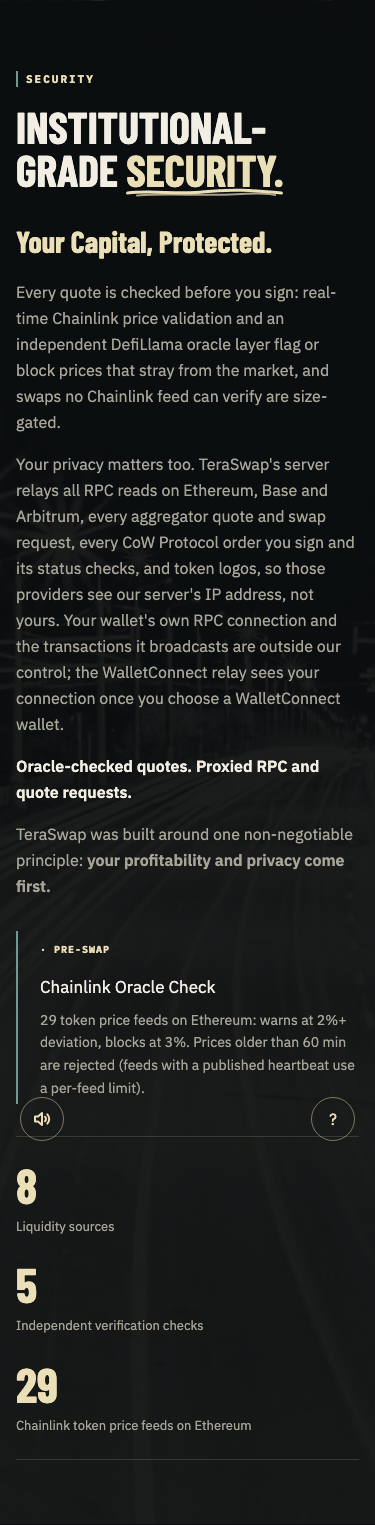 SECURITY
INSTITUTIONAL-
GRADE SECURITY.
Your Capital, Protected.
Every quote is checked before you sign: real-
time Chainlink price validation and an
independent DefiLlama oracle layer flag or
block prices that stray from the market, and
swaps no Chainlink feed can verify are size-
gated.
Your privacy matters too. TeraSwap's server
relays all RPC reads on Ethereum, Base and
Arbitrum, every aggregator quote and swap
request, every CoW Protocol order you sign and
its status checks, and token logos, so those
providers see our server's IP address, not
yours. Your wallet's own RPC connection and
the transactions it broadcasts are outside our
control; the WalletConnect relay sees your
connection once you choose a WalletConnect
wallet.
Oracle-checked quotes. Proxied RPC and
quote requests.
TeraSwap was built around one non-negotiable
principle: your profitability and privacy come
first.
· PRE-SWAP
Chainlink Oracle Check
29 token price feeds on Ethereum: warns at 2%+
deviation, blocks at 3%. Prices older than 60 min
are rejected (feeds with a published heartbeat use
a per-feed limit).
?
8
Liquidity sources
5
Independent verification checks
29
Chainlink token price feeds on Ethereum